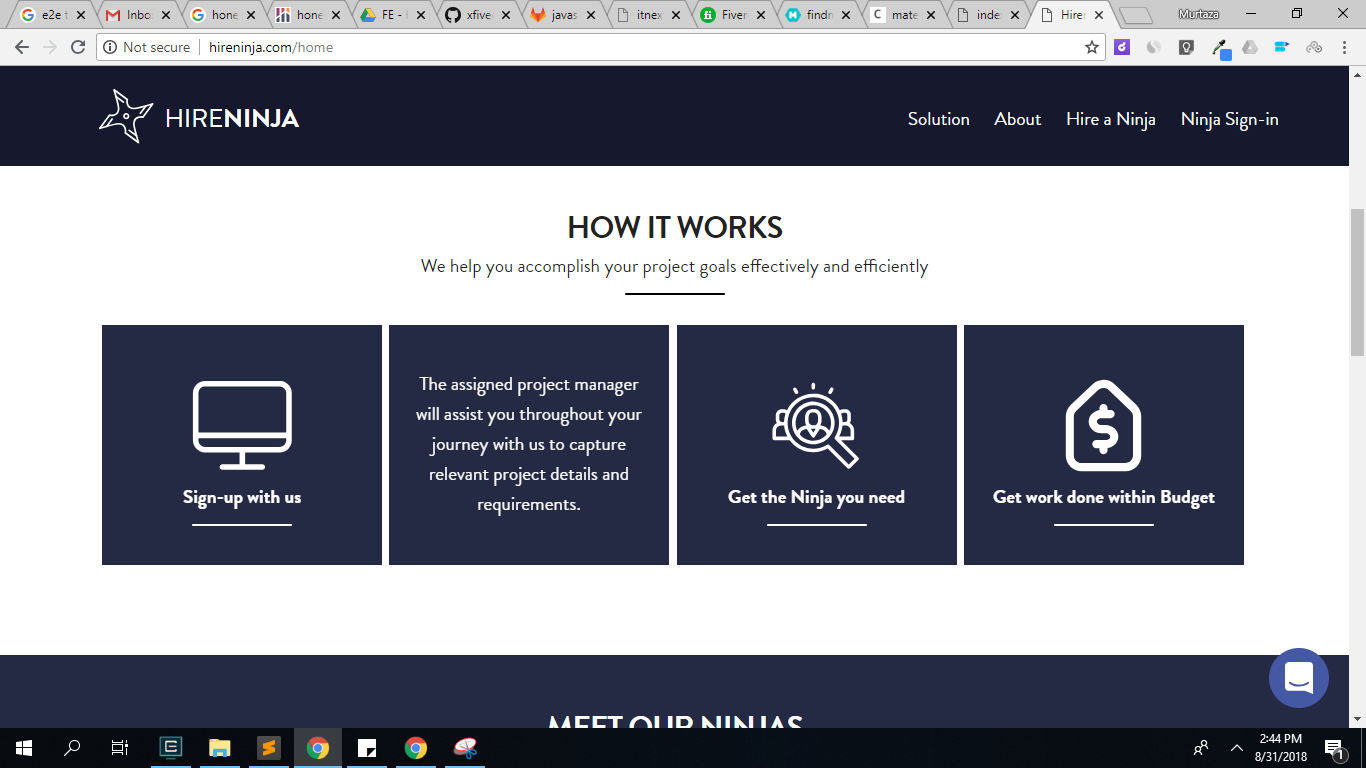 e2e t
Inbo
hone
hone
FE -
xfive
javas
itnex
Fiver
findn
mate
index
Hirer
Murtaza
Not secure
hireninja.com/home
HIRENINJA
Solution
About
Hire a Ninja
Ninja Sign-in
HOW IT WORKS
We help you accomplish your project goals effectively and efficiently
Sign-up with us
The assigned project manager
will assist you throughout your
journey with us to capture
relevant project details and
requirements.
Get the Ninja you need
$
Get work done within Budget
MEET OUR NINJAS
2:44 PM
8/31/2018
1